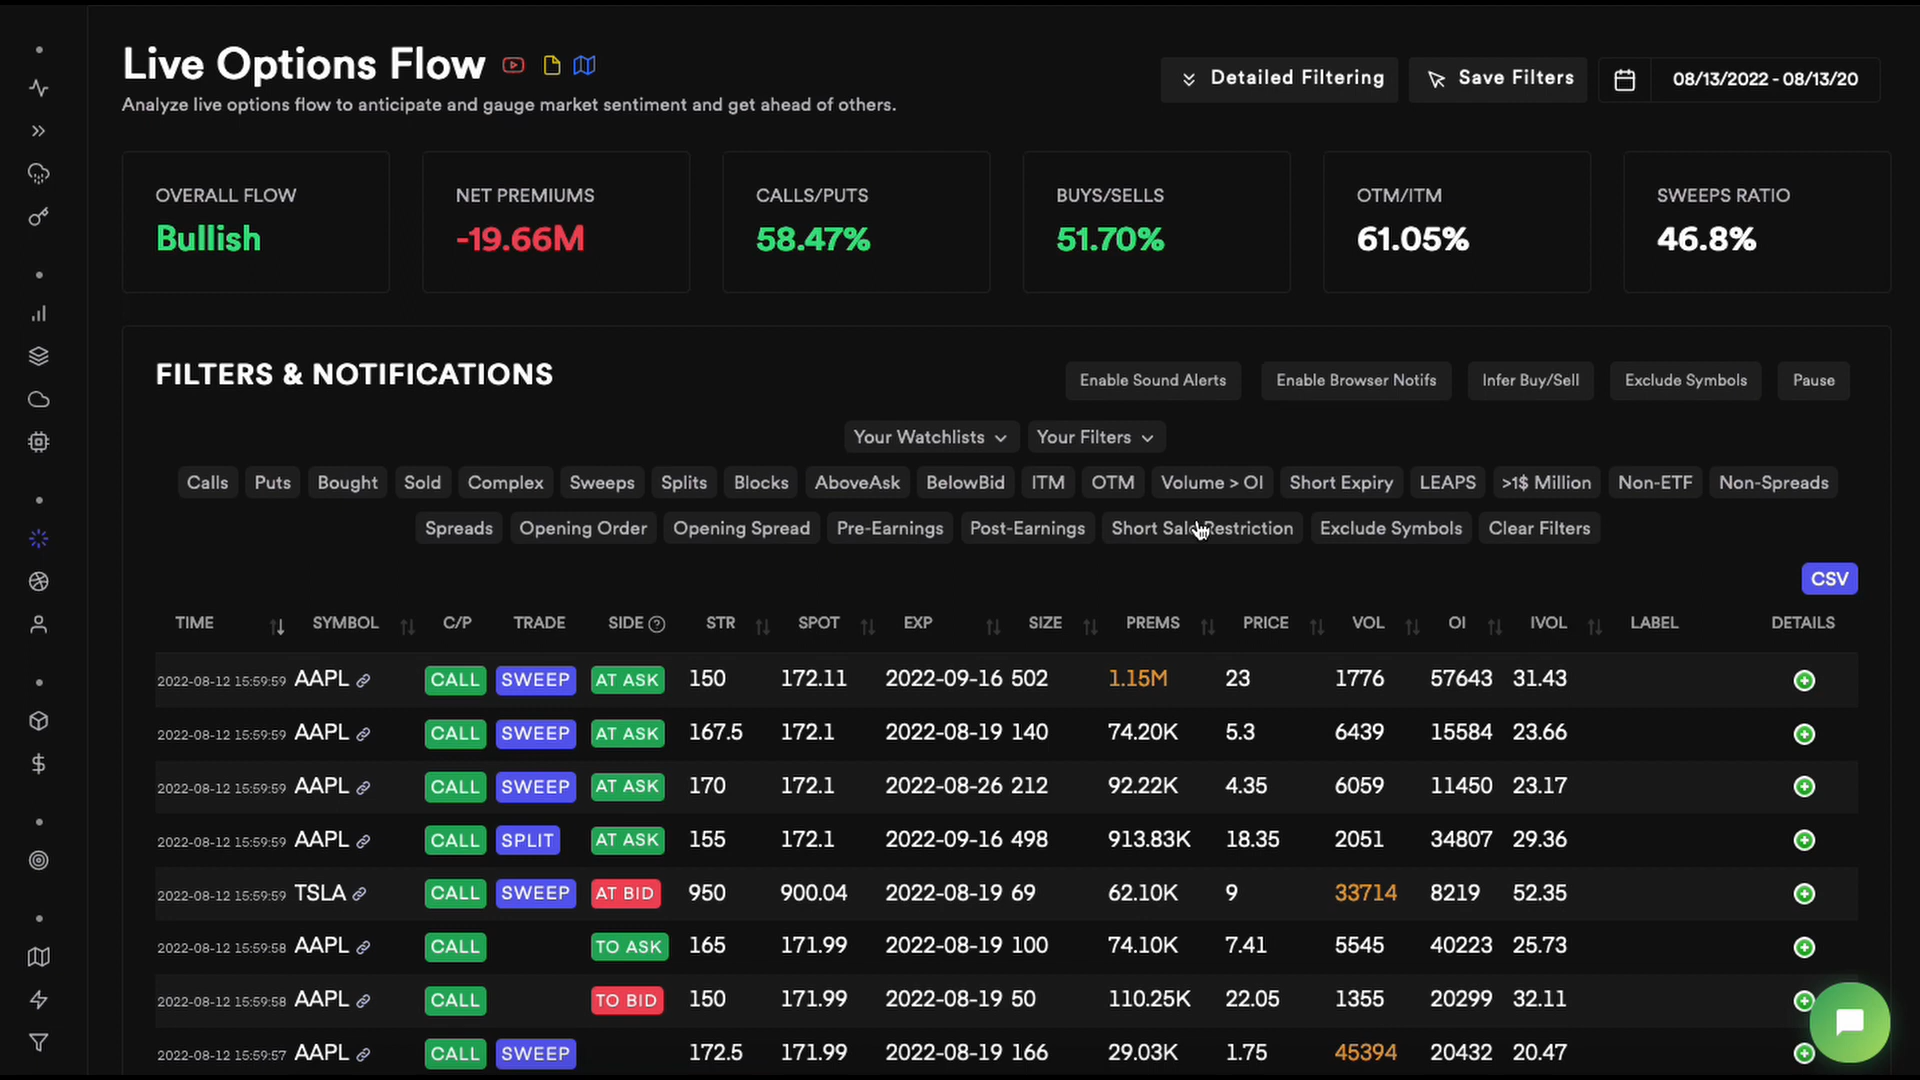 Live Options Flow
Analyze live options flow to anticipate and gauge market sentiment and get ahead of others.
Detailed Filtering Save Filters 08/13/2022 - 08/13/20
OVERALL FLOW NET PREMIUMS CALLS/PUTS BUYS/SELLS OTM/ITM SWEEPS RATIO
Bullish -19.66M 58.47% 51.70% 61.05% 46.8%
FILTERS & NOTIFICATIONS
Enable Sound Alerts Enable Browser Notifs Infer Buy/Sell Exclude Symbols Pause
Your Watchlists Your Filters
Calls Puts Bought Sold Complex Sweeps Splits Blocks AboveAsk BelowBid ITM OTM Volume > OI Short Expiry LEAPS >1$ Million Non-ETF Non-Spreads
Spreads Opening Order Opening Spread Pre-Earnings Post-Earnings Short Sale Restriction Exclude Symbols Clear Filters
CSV
TIME SYMBOL C/P TRADE SIDE STR SPOT EXP SIZE PREMS PRICE VOL OI IVOL LABEL DETAILS
2022-08-12 15:59:59 AAPL CALL SWEEP AT ASK 150 172.11 2022-09-16 502 1.15M 23 1776 57643 31.43
2022-08-12 15:59:59 AAPL CALL SWEEP AT ASK 167.5 172.1 2022-08-19 140 74.20K 5.3 6439 15584 23.66
2022-08-12 15:59:59 AAPL CALL SWEEP AT ASK 170 172.1 2022-08-26 212 92.22K 4.35 6059 11450 23.17
2022-08-12 15:59:59 AAPL CALL SPLIT AT ASK 155 172.1 2022-09-16 498 913.83K 18.35 2051 34807 29.36
2022-08-12 15:59:59 TSLA CALL SWEEP AT BID 950 900.04 2022-08-19 69 62.10K 9 33714 8219 52.35
2022-08-12 15:59:58 AAPL CALL TO ASK 165 171.99 2022-08-19 100 74.10K 7.41 5545 40223 25.73
2022-08-12 15:59:58 AAPL CALL TO BID 150 171.99 2022-08-19 50 110.25K 22.05 1355 20299 32.11
2022-08-12 15:59:57 AAPL CALL SWEEP 172.5 171.99 2022-08-19 166 29.03K 1.75 45394 20432 20.47